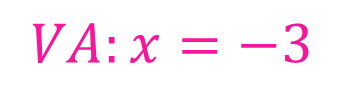 VA: x = −3